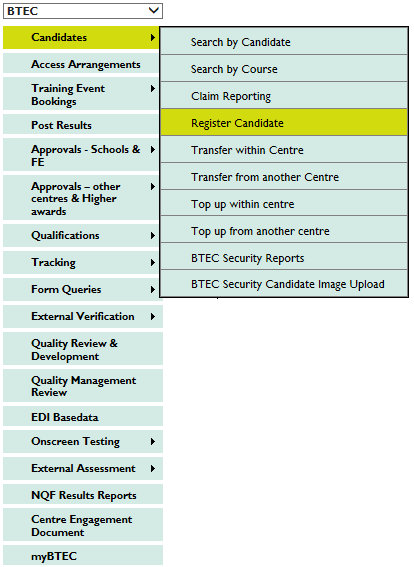 BTEC
Candidates
Access Arrangements
Training Event
Bookings
Post Results
Approvals - Schools &
FE
Approvals – other
centres & Higher
awards
Qualifications
Tracking
Form Queries
External Verification
Quality Review &
Development
Quality Management
Review
EDI Basedata
Onscreen Testing
External Assessment
NQF Results Reports
Centre Engagement
Document
myBTEC
Search by Candidate
Search by Course
Claim Reporting
Register Candidate
Transfer within Centre
Transfer from another Centre
Top up within centre
Top up from another centre
BTEC Security Reports
BTEC Security Candidate Image Upload